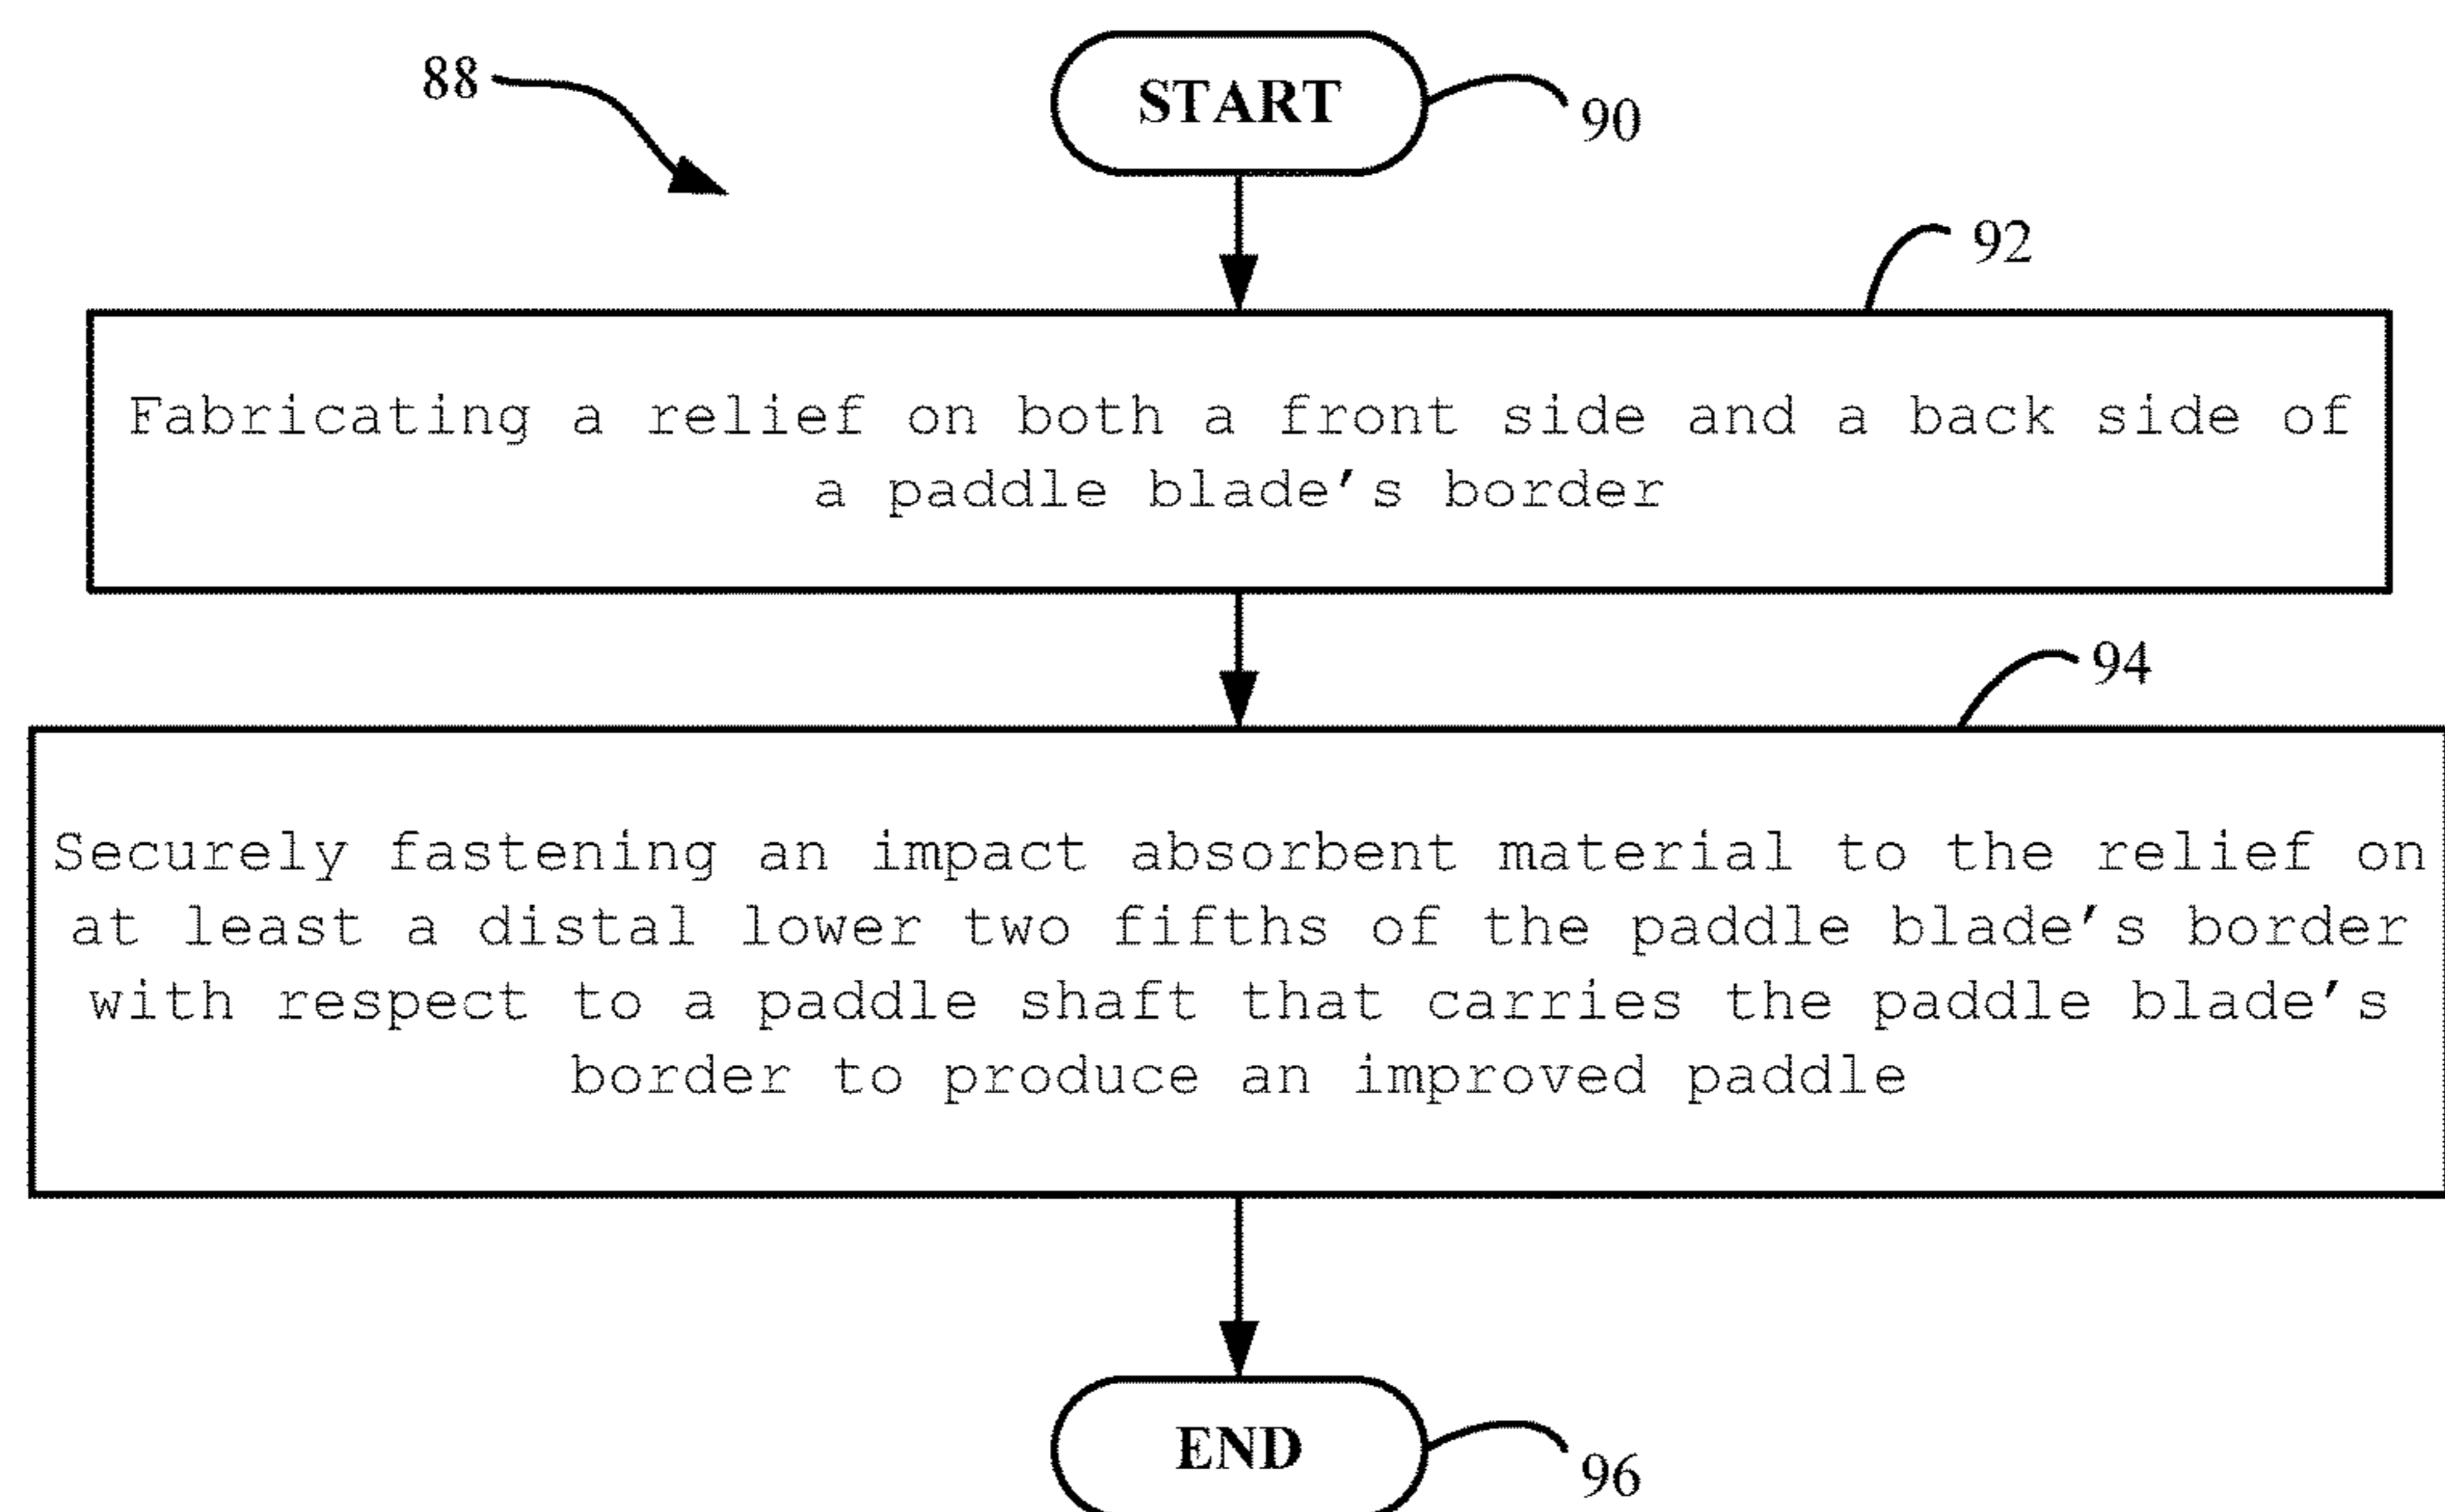 88
START
90
92
Fabricating a relief on both a front side and a back side of
a paddle blade's border
94
Securely fastening an impact absorbent material to the relief on
at least a distal lower two fifths of the paddle blade's border
with respect to a paddle shaft that carries the paddle blade's
border to produce an improved paddle
END
96